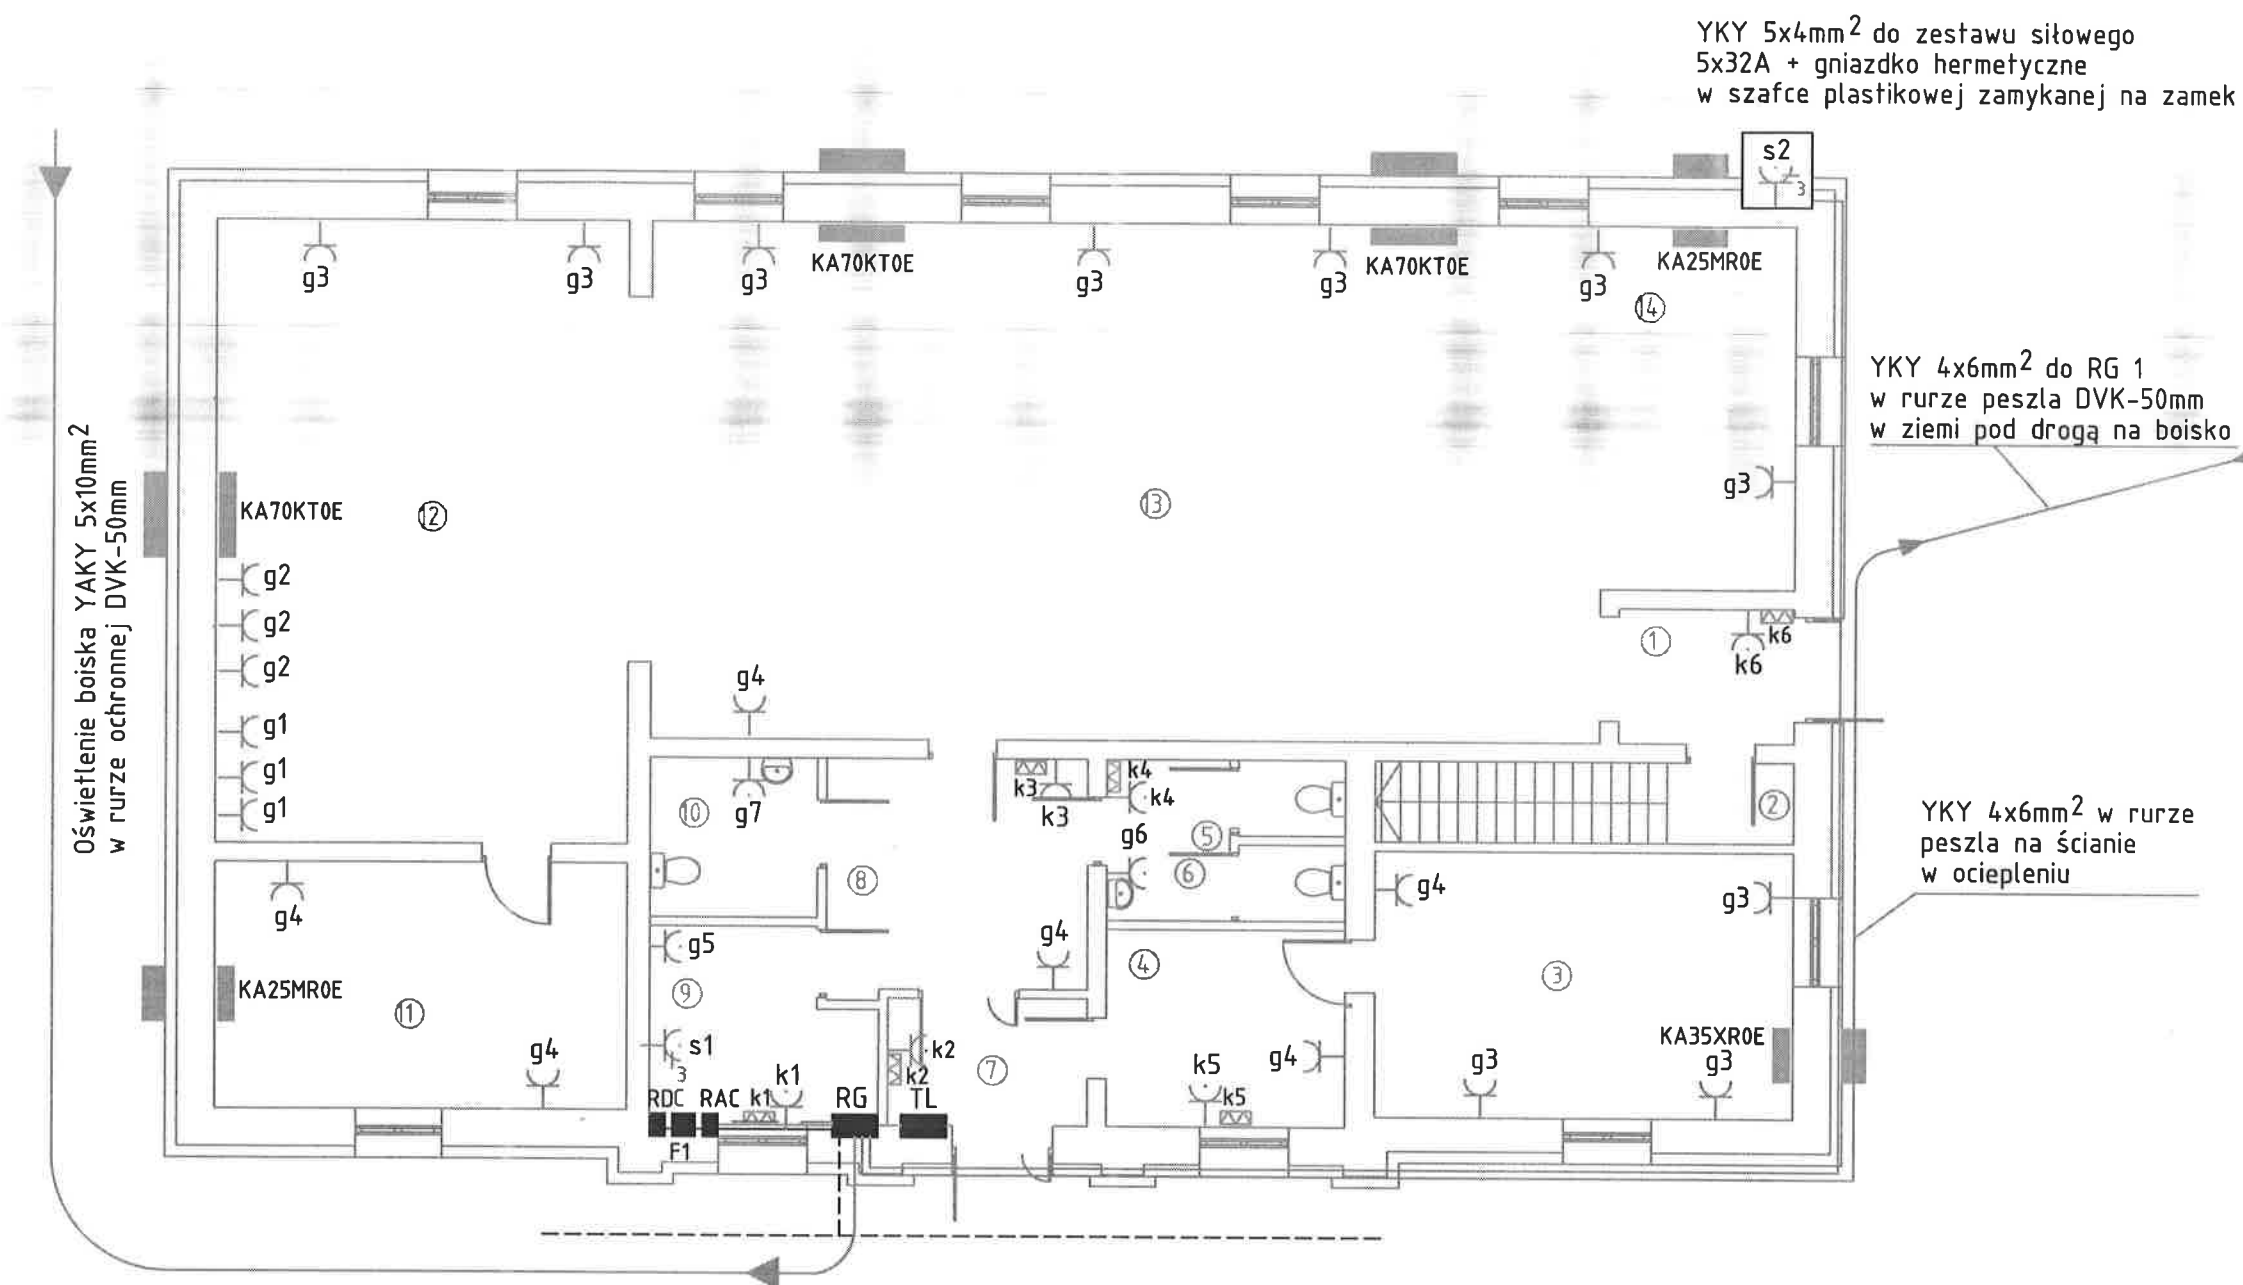 YKY 5x4mm² do zestawu siłowego
5x32A + gniazdko hermetyczne
w szafce plastikowej zamykanej na zamek
s2
3
g3
g3
g3
KA70KT0E
g3
g3
KA70KT0E
g3
KA25MR0E
14
YKY 4x6mm² do RG 1
w rurze peszla DVK-50mm
w ziemi pod drogą na boisko
Oświetlenie boiska YAKY 5x10mm²
w rurze ochronnej DVK-50mm
KA70KT0E
12
13
g3
g2
g2
g2
g1
g1
g1
1
k6
k6
g4
g7
10
k3
k3
k4
k4
g6
5
6
2
YKY 4x6mm² w rurze
peszla na ścianie
w ociepleniu
8
g4
g4
g3
g5
g4
4
3
9
KA25MR0E
11
g4
s1
3
k2
k2
7
k5
k5
g4
KA35XR0E
g3
g3
RDC
RAC
k1
k1
RG
TL
F1